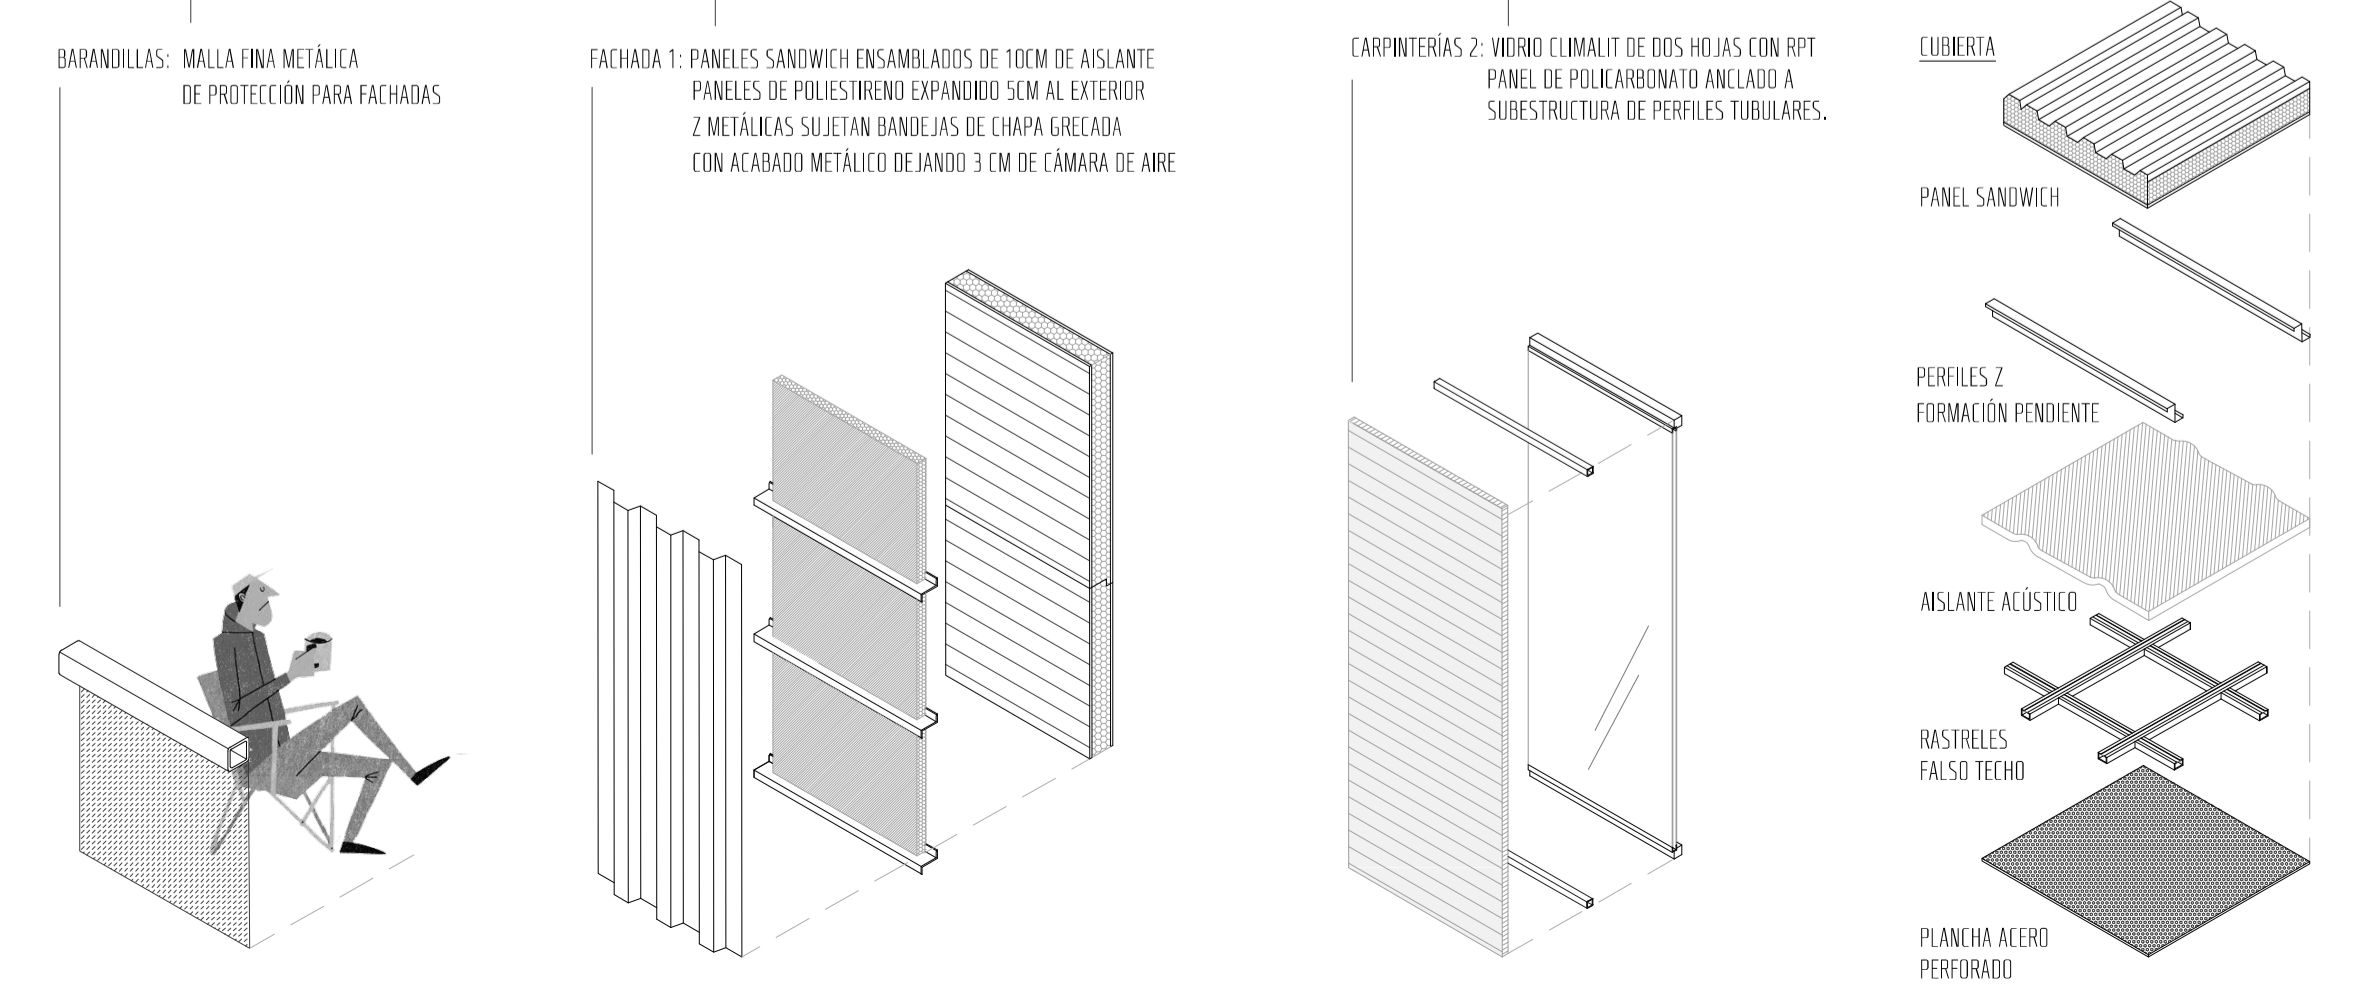 BARANDILLAS: MALLA FINA METÁLICA
DE PROTECCIÓN PARA FACHADAS
FACHADA 1: PANELES SANDWICH ENSAMBLADOS DE 10CM DE AISLANTE
PANELES DE POLIESTIRENO EXPANDIDO 5CM AL EXTERIOR
Z METÁLICAS SUJETAN BANDEJAS DE CHAPA GRECADA
CON ACABADO METÁLICO DEJANDO 3 CM DE CÁMARA DE AIRE
CARPINTERÍAS 2: VIDRIO CLIMALIT DE DOS HOJAS CON RPT
PANEL DE POLICARBONATO ANCLADO A
SUBESTRUCTURA DE PERFILES TUBULARES.
CUBIERTA
PANEL SANDWICH
PERFILES Z
FORMACIÓN PENDIENTE
AISLANTE ACÚSTICO
RASTRELES
FALSO TECHO
PLANCHA ACERO
PERFORADO